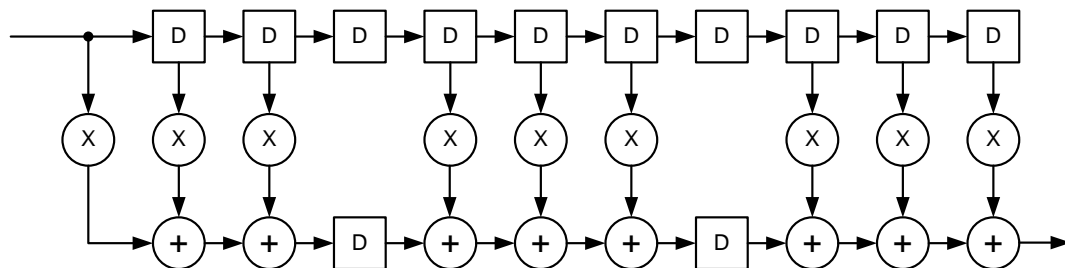 D D D D D D D D D D
X X X X X X X X X
+ + D + + + D + + +